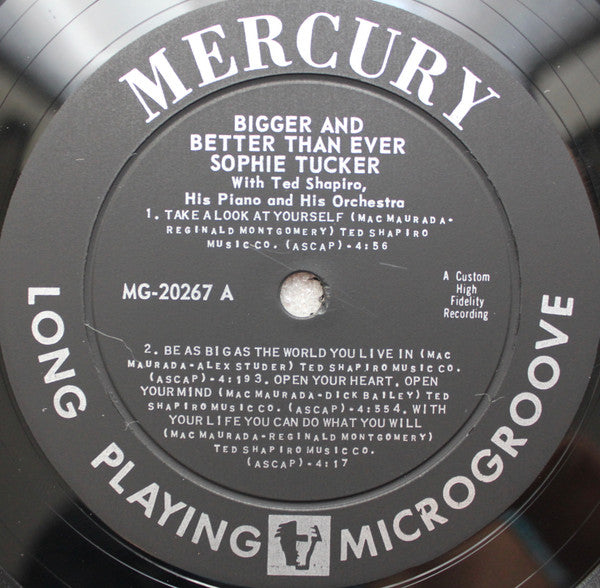 MERCURY
BIGGER AND
BETTER THAN EVER
SOPHIE TUCKER
With Ted Shapiro,
His Piano and His Orchestra
1. TAKE A LOOK AT YOURSELF (MAC MAURADA-
REGINALD MONTGOMERY) TED SHAPIRO
MUSIC CO. (ASCAP)-4:56
MG-20267 A
A Custom
High
Fidelity
Recording
2. BE AS BIG AS THE WORLD YOU LIVE IN (MAC
MAURADA-ALEX STUDER) TED SHAPIRO MUSIC CO.
(ASCAP)-4:193. OPEN YOUR HEART, OPEN
YOUR MIND (MAC MAURADA-DICK BAILEY) TED
SHAPIRO MUSIC CO. (ASCAP)-4:554. WITH
YOUR LIFE YOU CAN DO WHAT YOU WILL
(MAC MAURADA-REGINALD MONTGOMERY)
TED SHAPIRO MUSIC CO.
(ASCAP)-4:17
LONG PLAYING MICROGROOVE